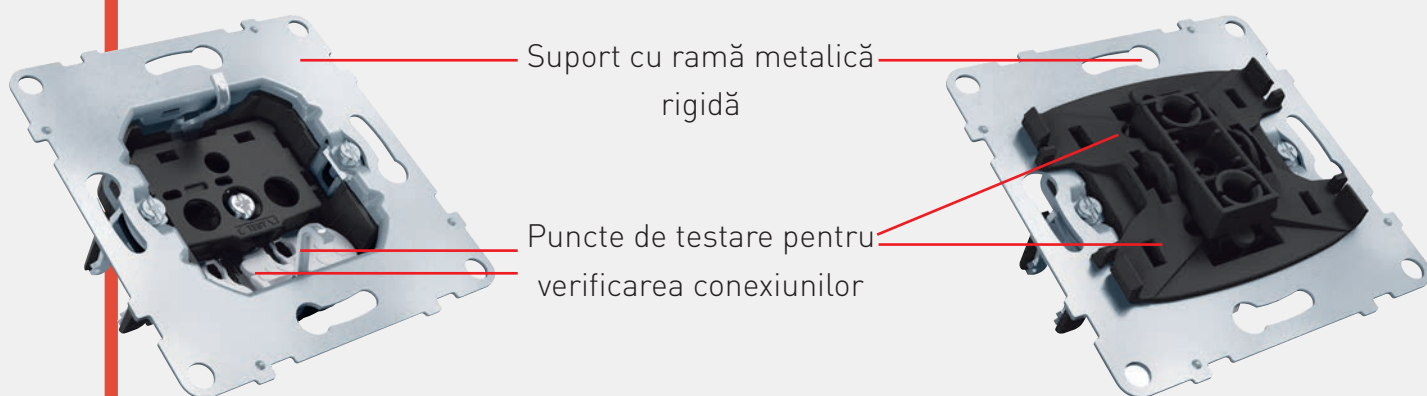 Suport cu ramă metalică
rigidă
Puncte de testare pentru
verificarea conexiunilor